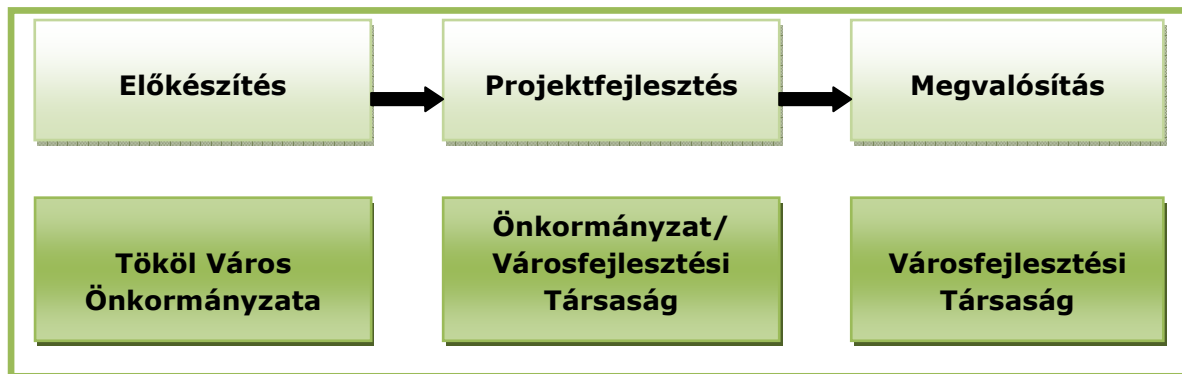 Előkészítés
Projektfejlesztés
Megvalósítás
Tököl Város
Önkormányzata
Önkormányzat/
Városfejlesztési
Társaság
Városfejlesztési
Társaság